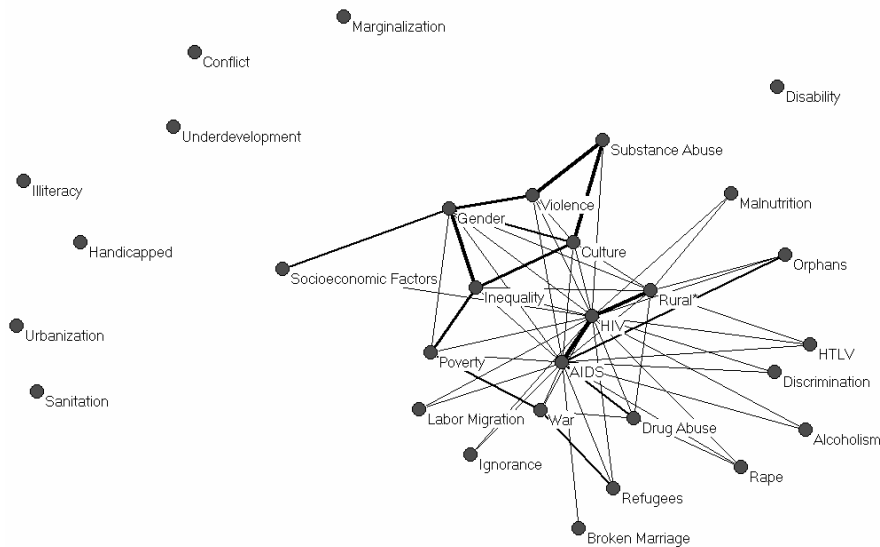 Marginalization
Conflict
Disability
Underdevelopment
Substance Abuse
Illiteracy
Malnutrition
Violence
Gender
Handicapped
Culture
Orphans
Socioeconomic Factors
Inequality
Rural*
HIV
Urbanization
HTLV
Poverty
AIDS
Discrimination
Sanitation
Labor Migration
War
Drug Abuse
Alcoholism
Ignorance
Rape
Refugees
Broken Marriage